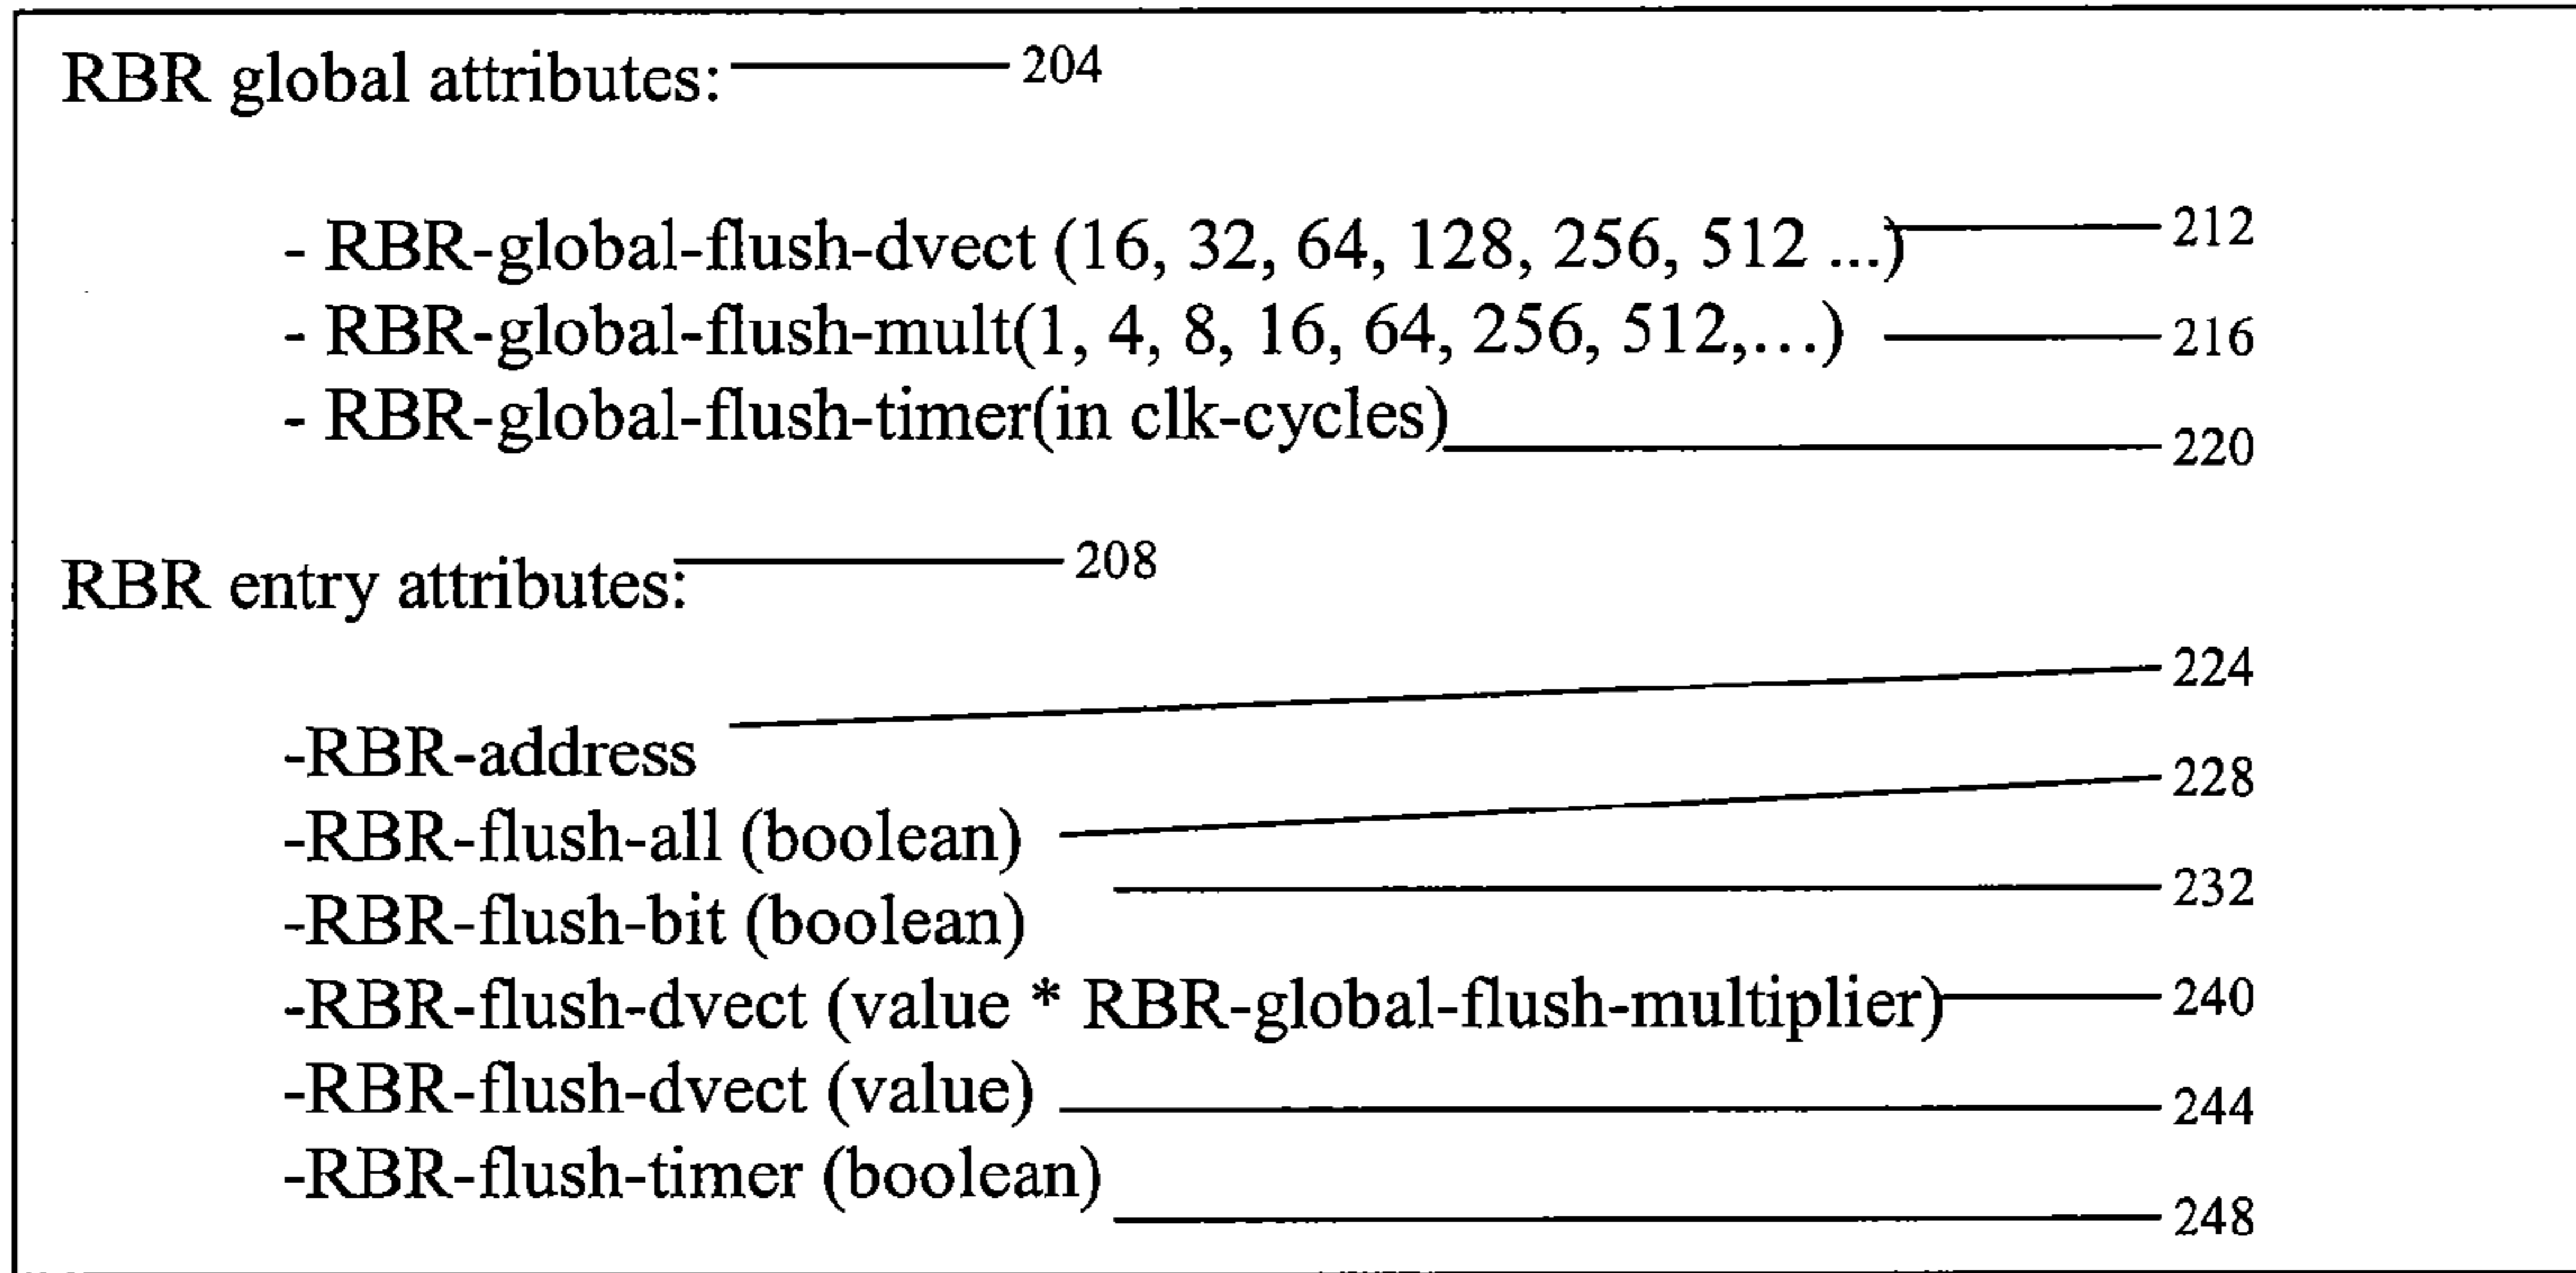 RBR global attributes: 204
- RBR-global-flush-dvect (16, 32, 64, 128, 256, 512 ...) 212
- RBR-global-flush-mult(1, 4, 8, 16, 64, 256, 512,...) 216
- RBR-global-flush-timer(in clk-cycles) 220
RBR entry attributes: 208
-RBR-address 224
-RBR-flush-all (boolean) 228
-RBR-flush-bit (boolean) 232
-RBR-flush-dvect (value * RBR-global-flush-multiplier) 240
-RBR-flush-dvect (value) 244
-RBR-flush-timer (boolean) 248